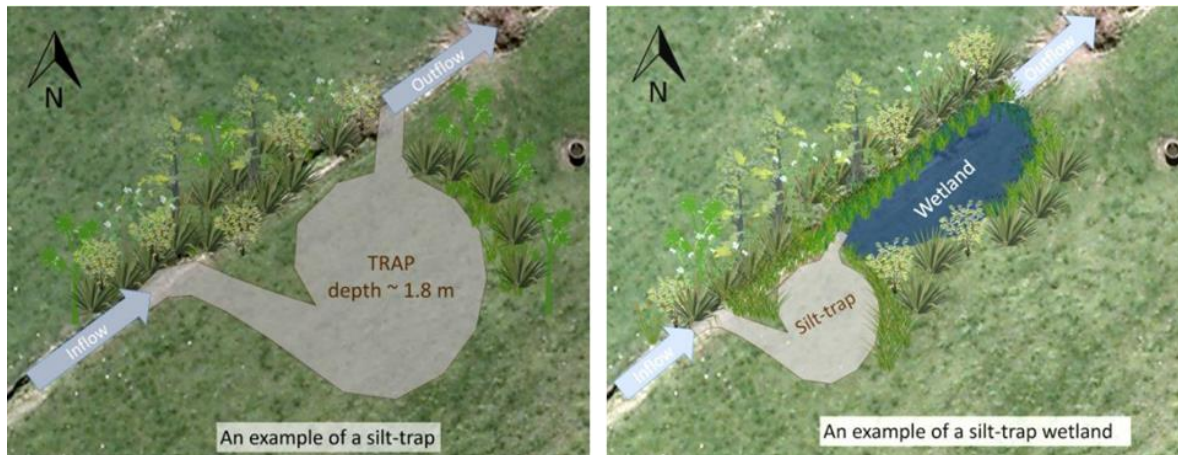 N
Outflow
TRAP
depth ~ 1.8 m
Inflow
An example of a silt-trap
N
Outflow
Wetland
Silt-trap
Inflow
An example of a silt-trap wetland